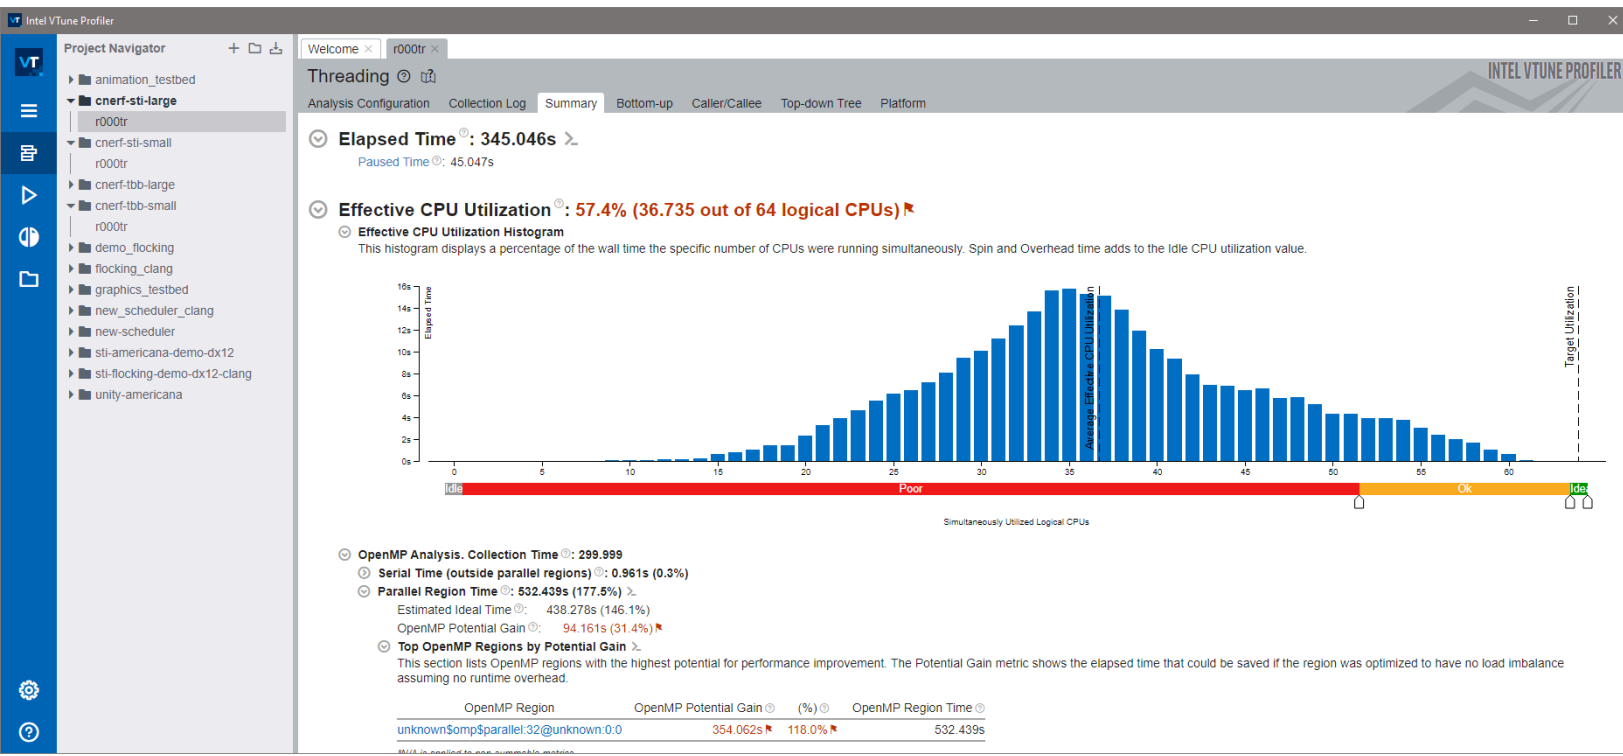 VT Intel VTune Profiler
VT
Project Navigator
animation_testbed
cnerf-sti-large
r000tr
cnerf-sti-small
r000tr
cnerf-tbb-large
cnerf-tbb-small
r000tr
demo_flocking
flocking_clang
graphics_testbed
new_scheduler_clang
new-scheduler
sti-americana-demo-dx12
sti-flocking-demo-dx12-clang
unity-americana
Welcome × r000tr ×
Threading
INTEL VTUNE PROFILER
Analysis Configuration Collection Log Summary Bottom-up Caller/Callee Top-down Tree Platform
Elapsed Time: 345.046s
Paused Time: 45.047s
Effective CPU Utilization: 57.4% (36.735 out of 64 logical CPUs)
Effective CPU Utilization Histogram
This histogram displays a percentage of the wall time the specific number of CPUs were running simultaneously. Spin and Overhead time adds to the Idle CPU utilization value.
16s
14s
12s
10s
8s
6s
4s
2s
0s
Elapsed Time
Average Effective CPU Utilization
Target Utilization
0 5 10 15 20 25 30 35 40 45 50 55 60
Idle Poor Ok Idea
Simultaneously Utilized Logical CPUs
OpenMP Analysis. Collection Time: 299.999
Serial Time (outside parallel regions): 0.961s (0.3%)
Parallel Region Time: 532.439s (177.5%)
Estimated Ideal Time: 438.278s (146.1%)
OpenMP Potential Gain: 94.161s (31.4%)
Top OpenMP Regions by Potential Gain
This section lists OpenMP regions with the highest potential for performance improvement. The Potential Gain metric shows the elapsed time that could be saved if the region was optimized to have no load imbalance
assuming no runtime overhead.
OpenMP Region OpenMP Potential Gain (%) OpenMP Region Time
unknown$omp$parallel:32@unknown:0:0 354.062s 118.0% 532.439s
*N/A is applied to non-summable metrics.